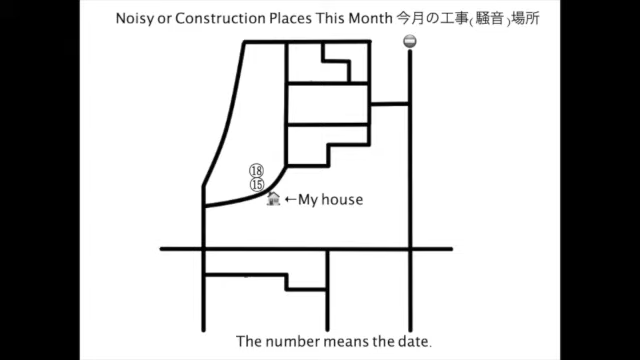 Noisy or Construction Places This Month 今月の工事(騒音)場所
⑱
⑮
←My house
The number means the date.